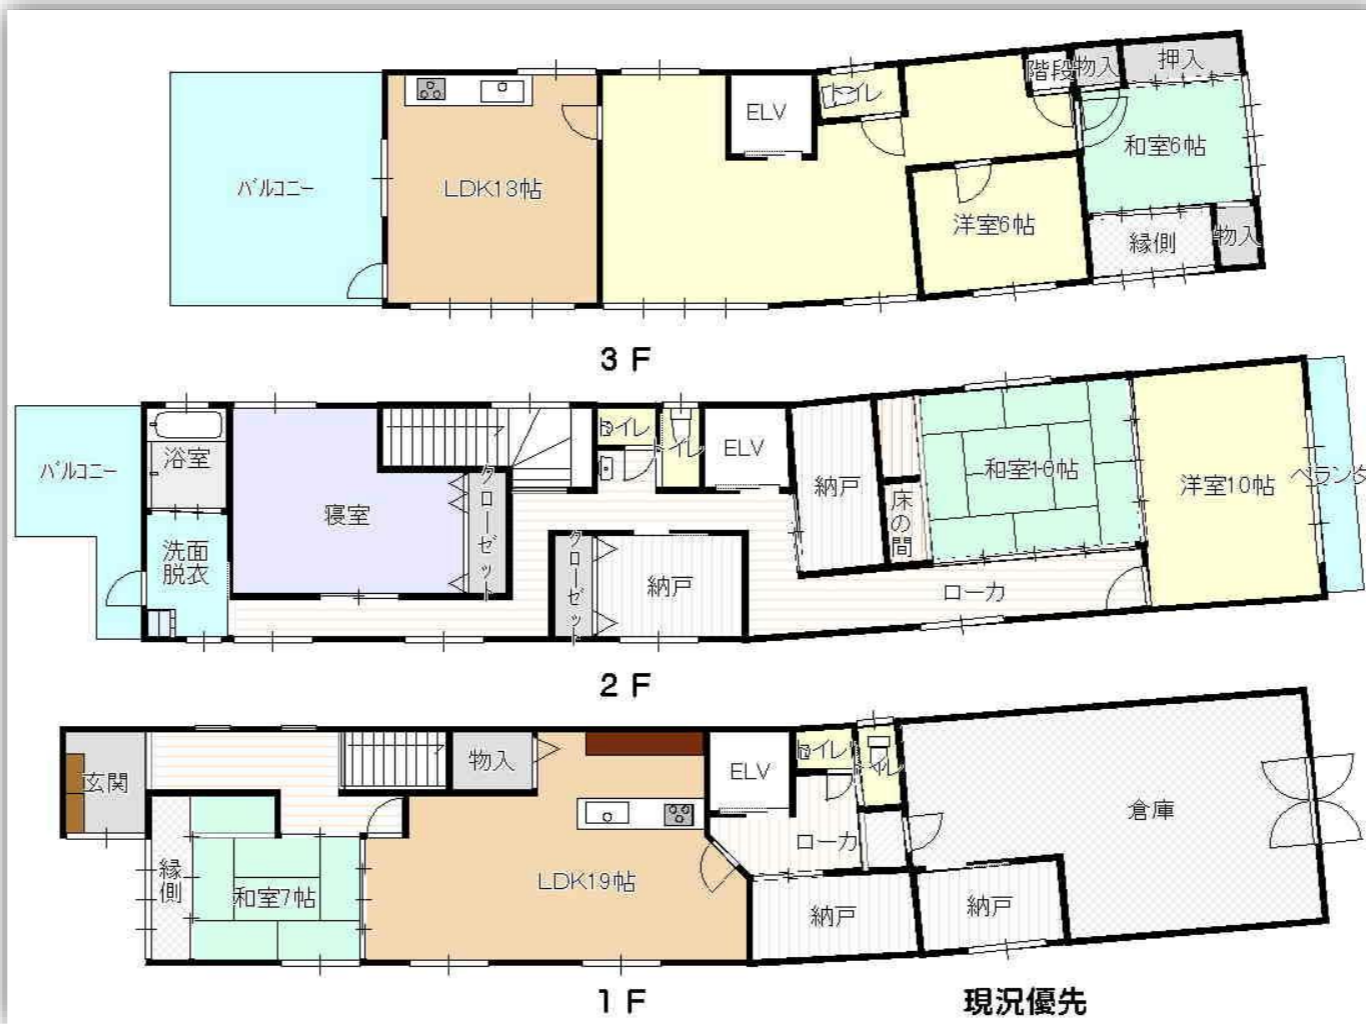 階段
物入
押入
ELV
トイレ
和室6帖
バルコニー
LDK13帖
洋室6帖
縁側
物入
3F
浴室
クローゼット
トイレ
トイレ
ELV
バルコニー
寝室
納戸
床の間
和室10帖
洋室10帖
ベランダ
洗面
脱衣
クローゼット
納戸
ローカ
2F
玄関
物入
ELV
トイレ
トイレ
倉庫
ローカ
縁側
和室7帖
LDK19帖
納戸
納戸
1F
現況優先